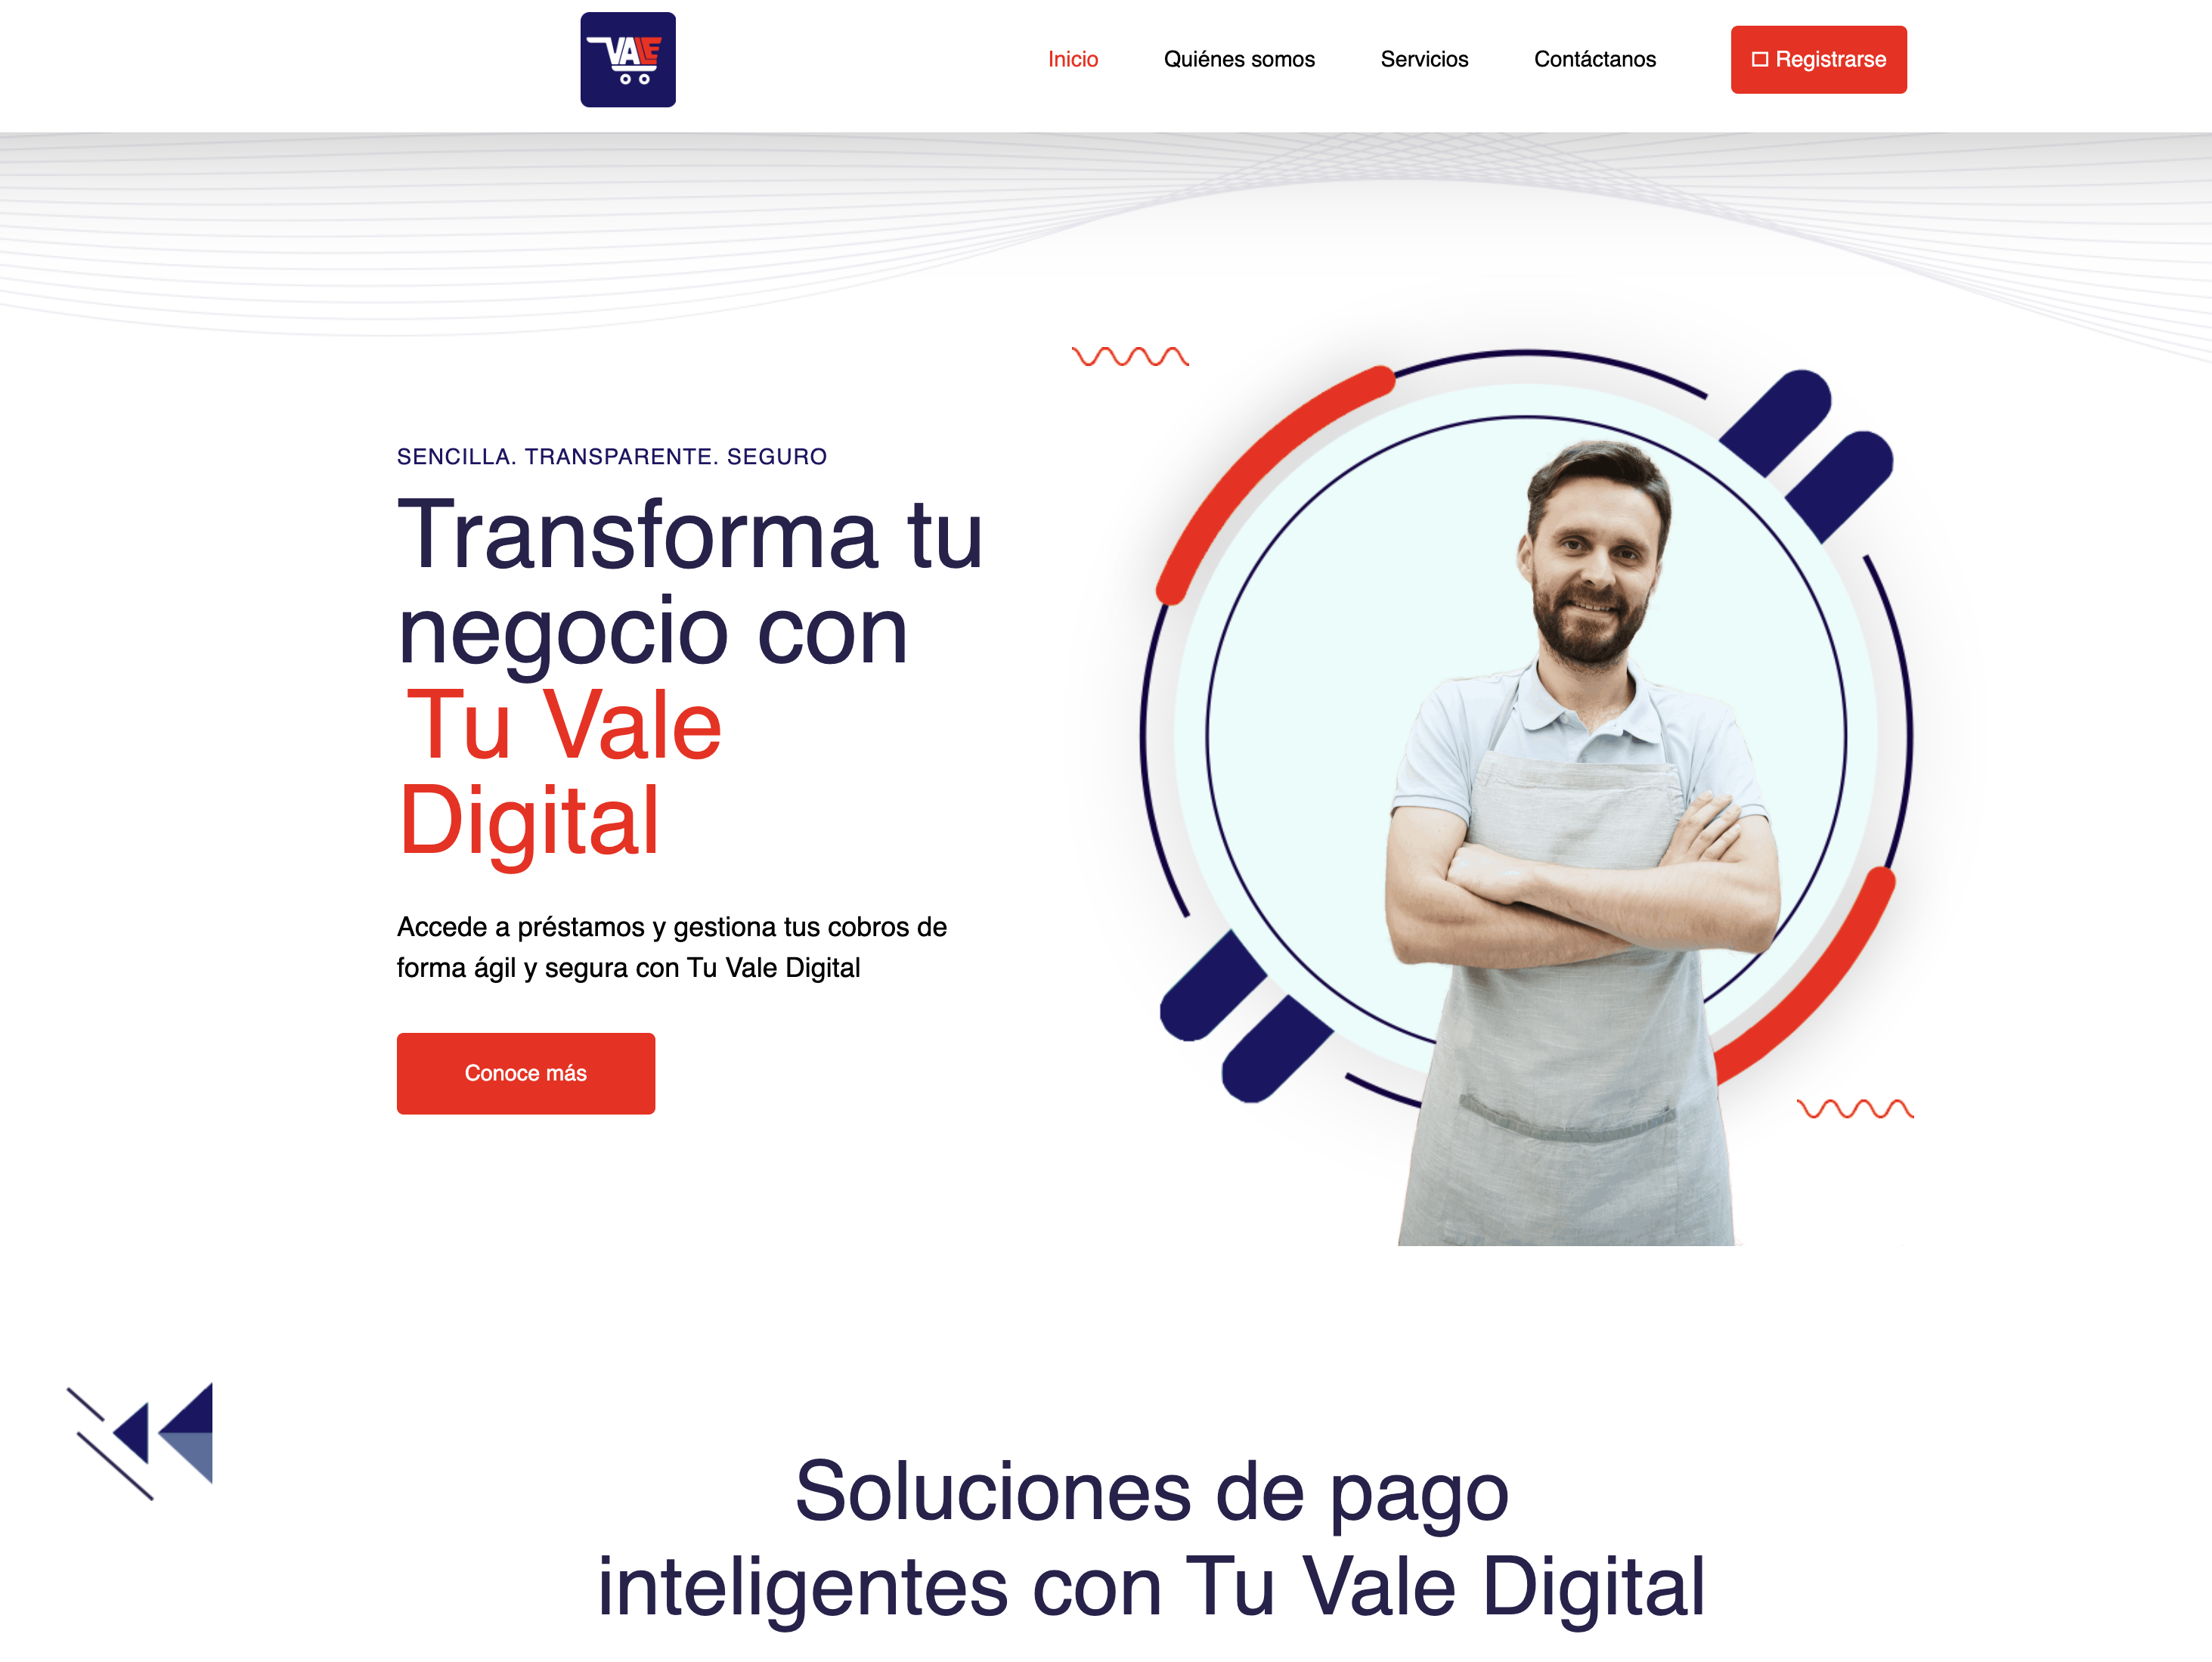 VALE
Inicio
Quiénes somos
Servicios
Contáctanos
Registrarse
SENCILLA. TRANSPARENTE. SEGURO
Transforma tu
negocio con
Tu Vale
Digital
Accede a préstamos y gestiona tus cobros de
forma ágil y segura con Tu Vale Digital
Conoce más
Soluciones de pago
inteligentes con Tu Vale Digital